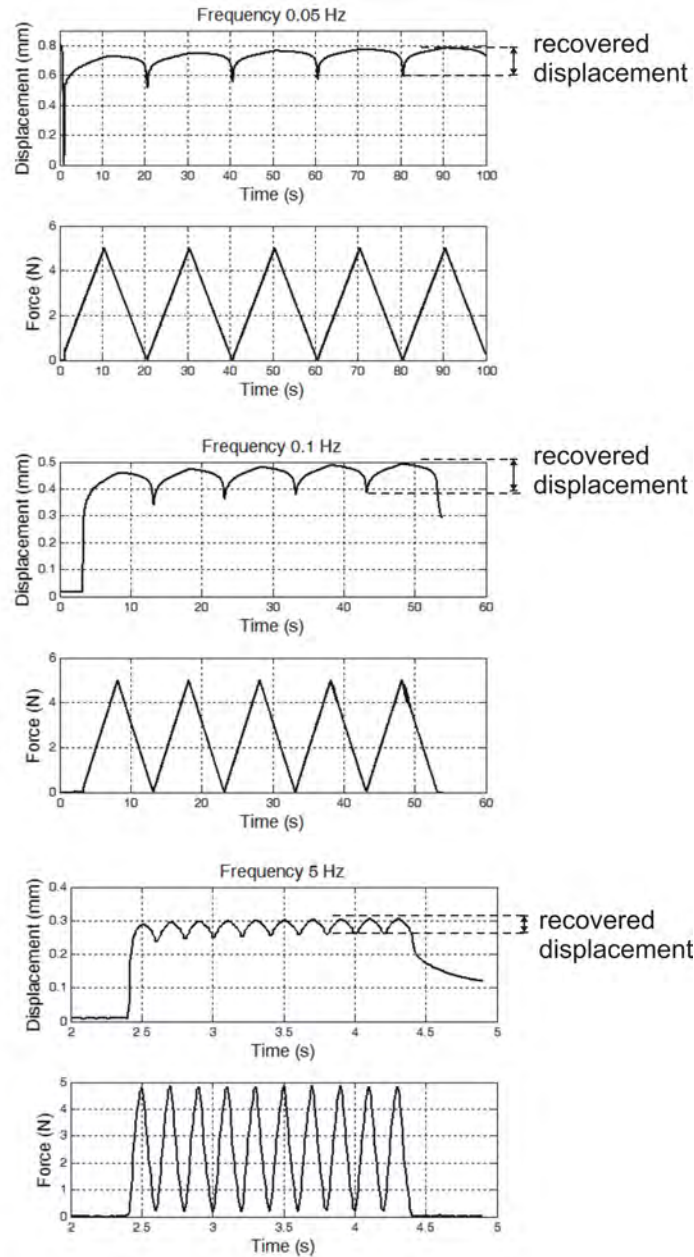 Frequency 0.05 Hz
Displacement (mm)
0.8
0.6
0.4
0.2
0
0 10 20 30 40 50 60 70 80 90 100
Time (s)
recovered
displacement
Force (N)
6
4
2
0
0 10 20 30 40 50 60 70 80 90 100
Time (s)
Frequency 0.1 Hz
Displacement (mm)
0.5
0.4
0.3
0.2
0.1
0
0 10 20 30 40 50 60
Time (s)
recovered
displacement
Force (N)
6
4
2
0
0 10 20 30 40 50 60
Time (s)
Frequency 5 Hz
Displacement (mm)
0.4
0.3
0.2
0.1
0
2 2.5 3 3.5 4 4.5 5
Time (s)
recovered
displacement
Force (N)
5
4
3
2
1
0
2 2.5 3 3.5 4 4.5 5
Time (s)